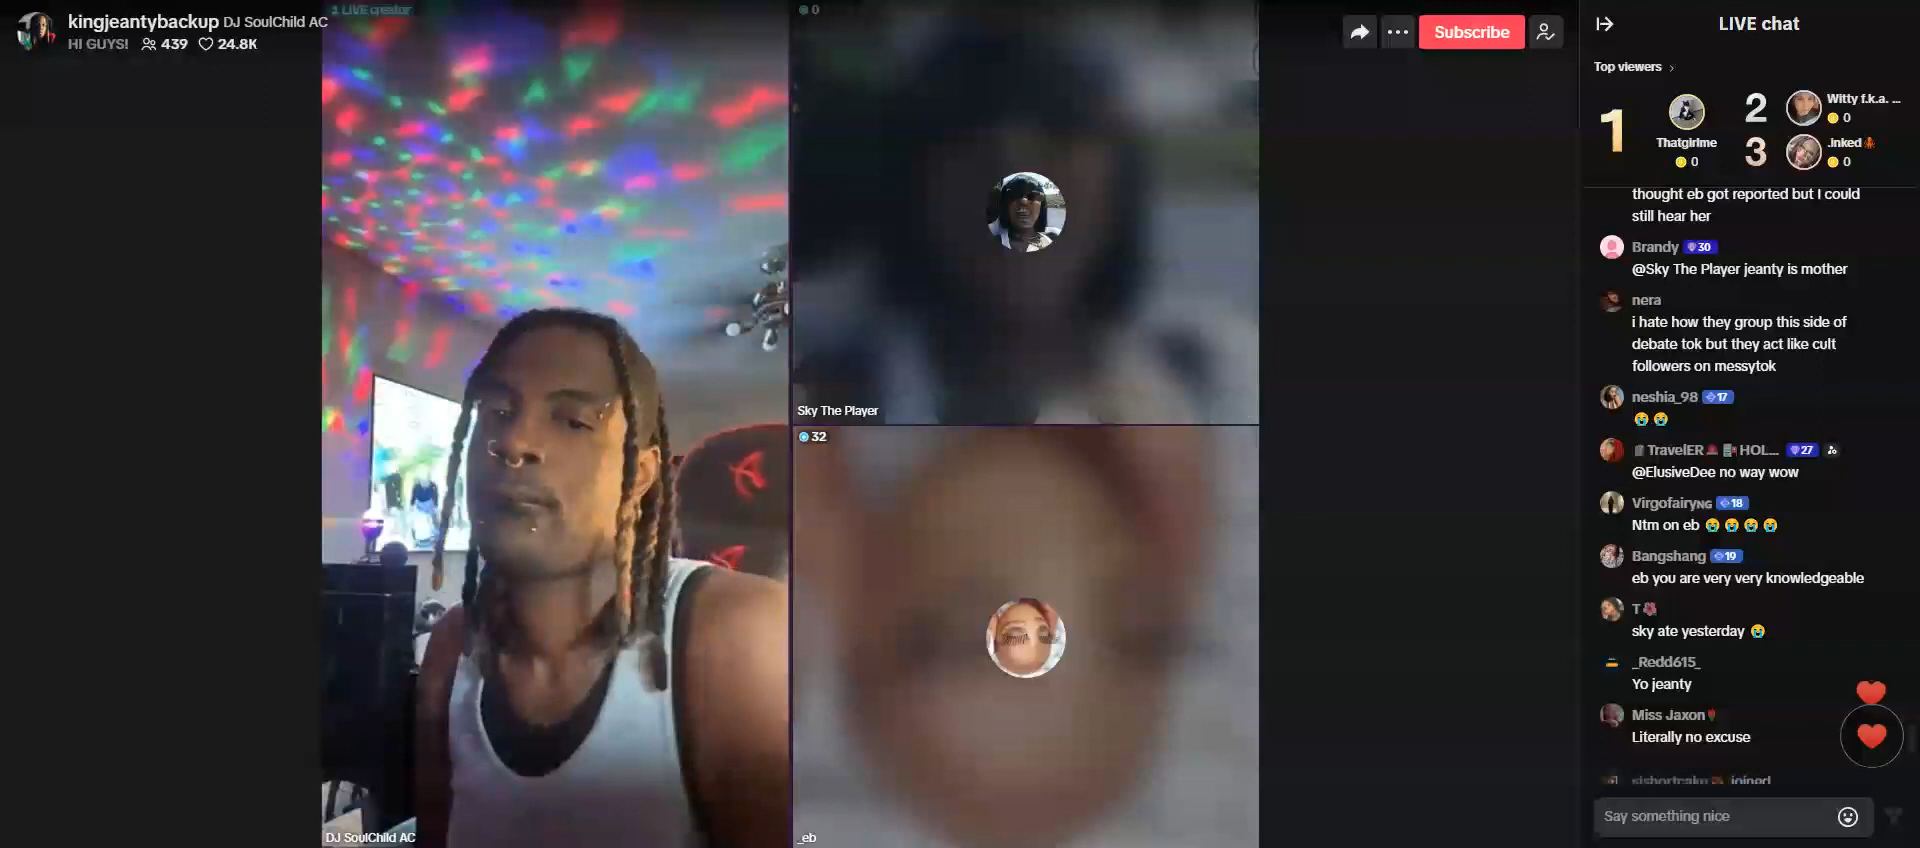 kingjeantybackup DJ SoulChild AC
HI GUYS! 439 24.8K
LIVE creator
0
Subscribe
Sky The Player
32
DJ SoulChild AC
_eb
LIVE chat
Top viewers
1
Thatgirlme
0
2
Witty f.k.a. ...
0
3
.inked
0
thought eb got reported but I could
still hear her
Brandy 30
@Sky The Player jeanty is mother
nera
i hate how they group this side of
debate tok but they act like cult
followers on messytok
neshia_98 17
😭😭
TravelER HOL... 27
@ElusiveDee no way wow
Virgofairyɴɢ 18
Ntm on eb 😭😭😭😭
Bangshang 19
eb you are very very knowledgeable
T🌺
sky ate yesterday 😭
_Redd615_
Yo jeanty
Miss Jaxon🌹
Literally no excuse
joined
Say something nice